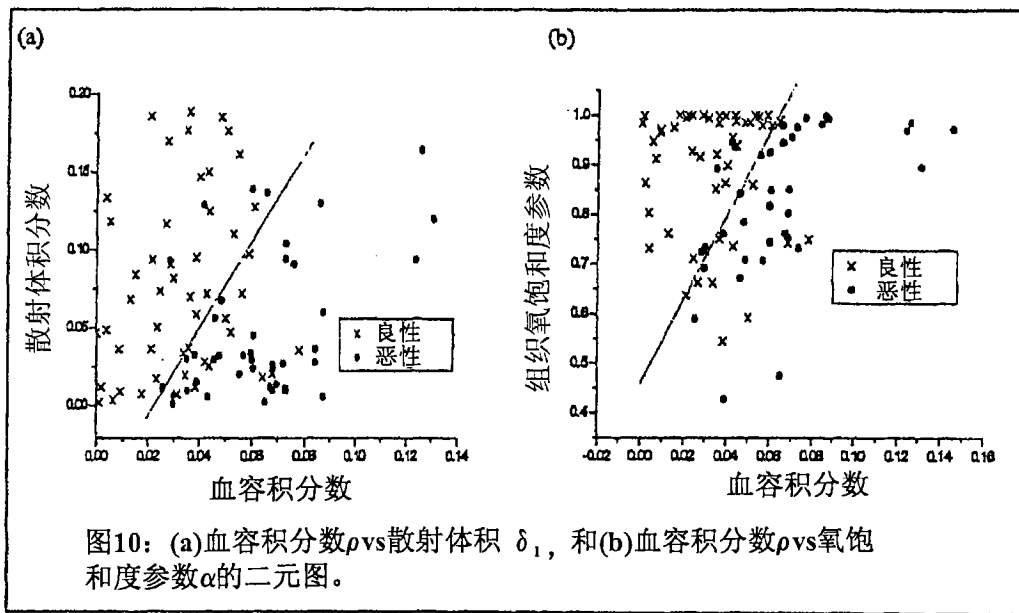 (a)
(b)
0.20
0.15
0.10
0.05
0.00
散射体积分数
× 良性
● 恶性
0.00 0.02 0.04 0.06 0.08 0.10 0.12 0.14
血容积分数
1.0
0.9
0.8
0.7
0.6
0.5
0.4
组织氧饱和度参数
× 良性
● 恶性
-0.02 0.00 0.02 0.04 0.06 0.08 0.10 0.12 0.14 0.16
血容积分数
图10：(a)血容积分数ρvs散射体积 δ₁，和(b)血容积分数ρvs氧饱
和度参数α的二元图。